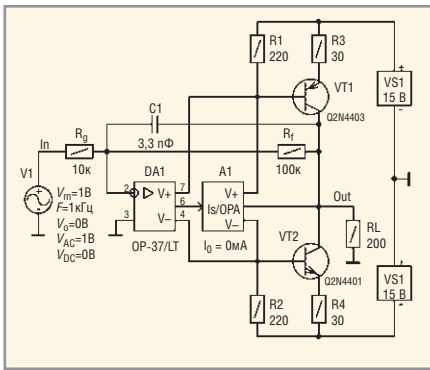 R1
220
R3
30
VT1
Q2N4403
VS1
15 В
C1
3,3 пФ
In
Rg
10к
Rf
100к
V1
Vm=1В
F=1кГц
Vo=0В
VAC=1В
VDC=0В
DA1
2
7
V+
6
3
4
V–
OP-37/LT
A1
V+
Is/OPA
V–
I0 = 0мА
Out
RL
200
VT2
Q2N4401
R2
220
R4
30
VS1
15 В